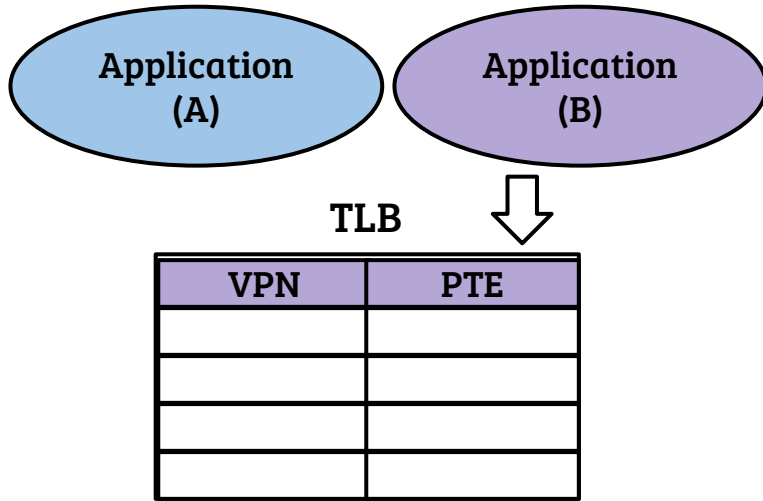 Application
(A)
Application
(B)
TLB
VPN PTE